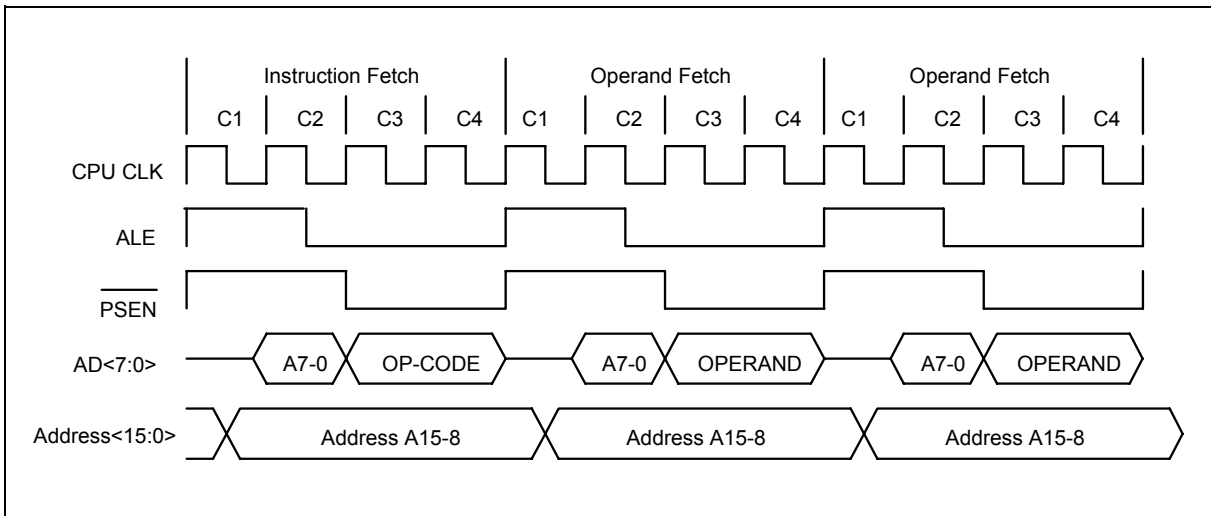 Instruction Fetch Operand Fetch Operand Fetch
C1 C2 C3 C4 C1 C2 C3 C4 C1 C2 C3 C4
CPU CLK
ALE
PSEN
AD<7:0> A7-0 OP-CODE A7-0 OPERAND A7-0 OPERAND
Address<15:0> Address A15-8 Address A15-8 Address A15-8